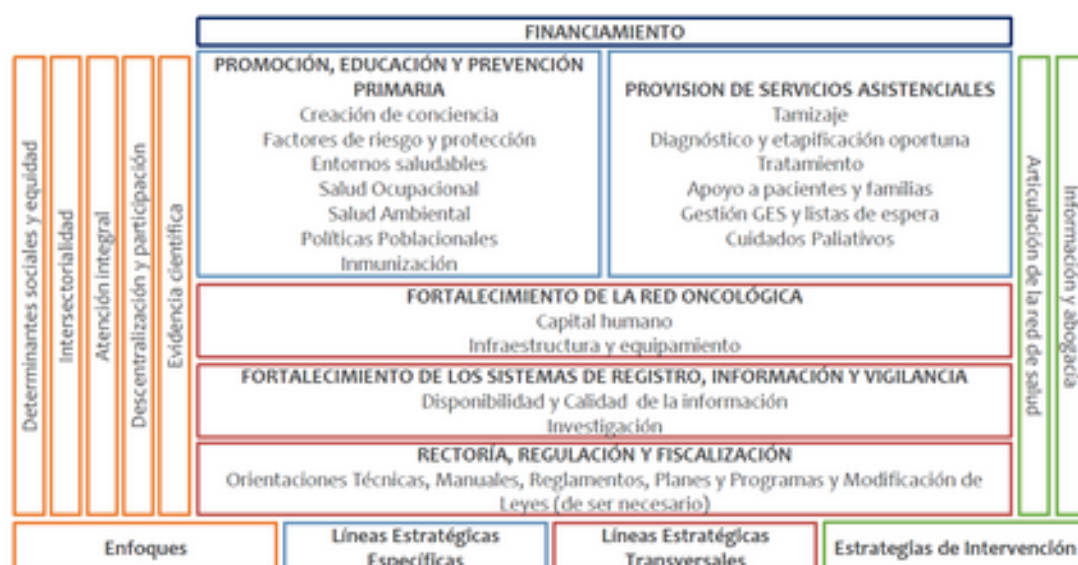 FINANCIAMIENTO
Determinantes sociales y equidad
Intersectorialidad
Atención integral
Descentralización y participación
Evidencia científica
PROMOCIÓN, EDUCACIÓN Y PREVENCIÓN
PRIMARIA
Creación de conciencia
Factores de riesgo y protección
Entornos saludables
Salud Ocupacional
Salud Ambiental
Políticas Poblacionales
Inmunización
PROVISION DE SERVICIOS ASISTENCIALES
Tamizaje
Diagnóstico y etapificación oportuna
Tratamiento
Apoyo a pacientes y familias
Gestión GES y listas de espera
Cuidados Paliativos
FORTALECIMIENTO DE LA RED ONCOLÓGICA
Capital humano
Infraestructura y equipamiento
FORTALECIMIENTO DE LOS SISTEMAS DE REGISTRO, INFORMACIÓN Y VIGILANCIA
Disponibilidad y Calidad de la información
Investigación
RECTORÍA, REGULACIÓN Y FISCALIZACIÓN
Orientaciones Técnicas, Manuales, Reglamentos, Planes y Programas y Modificación de
Leyes (de ser necesario)
Articulación de la red de salud
Información y abogacía
Enfoques
Líneas Estratégicas
Específicas
Líneas Estratégicas
Transversales
Estrategias de Intervención